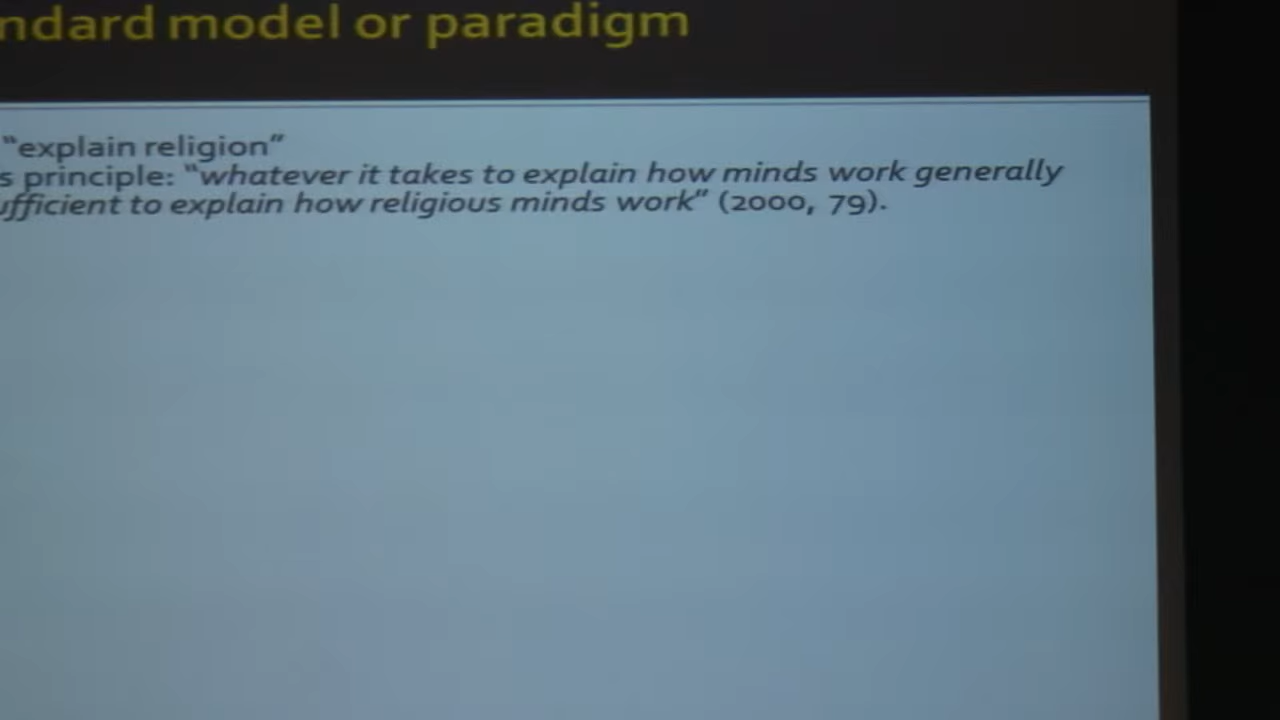 ndard model or paradigm
"explain religion"
s principle: "whatever it takes to explain how minds work generally
ufficient to explain how religious minds work" (2000, 79).